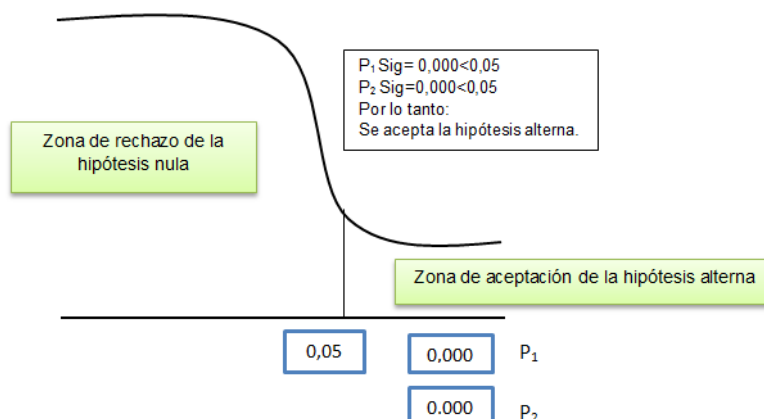 P₁ Sig= 0,000<0,05
P₂ Sig=0,000<0,05
Por lo tanto:
Se acepta la hipótesis alterna.
Zona de rechazo de la
hipótesis nula
Zona de aceptación de la hipótesis alterna
0,05
0,000
P₁
0.000
P₂